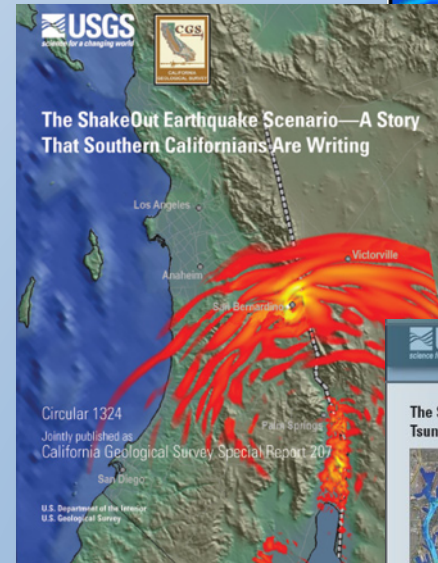 USGS
science for a changing world
CGS
CALIFORNIA
GEOLOGICAL SURVEY
The ShakeOut Earthquake Scenario—A Story
That Southern Californians Are Writing
Los Angeles
Victorville
Anaheim
San Bernardino
Circular 1324
Jointly published as
California Geological Survey Special Report 207
Palm Springs
San Diego
U.S. Department of the Interior
U.S. Geological Survey
science
The
Tsun